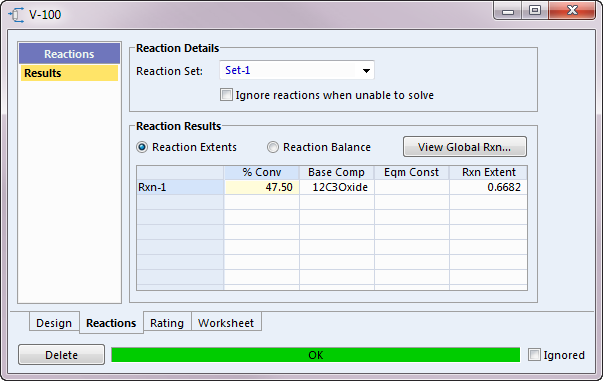 V-100
Reactions
Results
Reaction Details
Reaction Set: Set-1
Ignore reactions when unable to solve
Reaction Results
Reaction Extents Reaction Balance View Global Rxn...
% Conv Base Comp Eqm Const Rxn Extent
Rxn-1 47.50 12C3Oxide 0.6682
Design Reactions Rating Worksheet
Delete OK Ignored